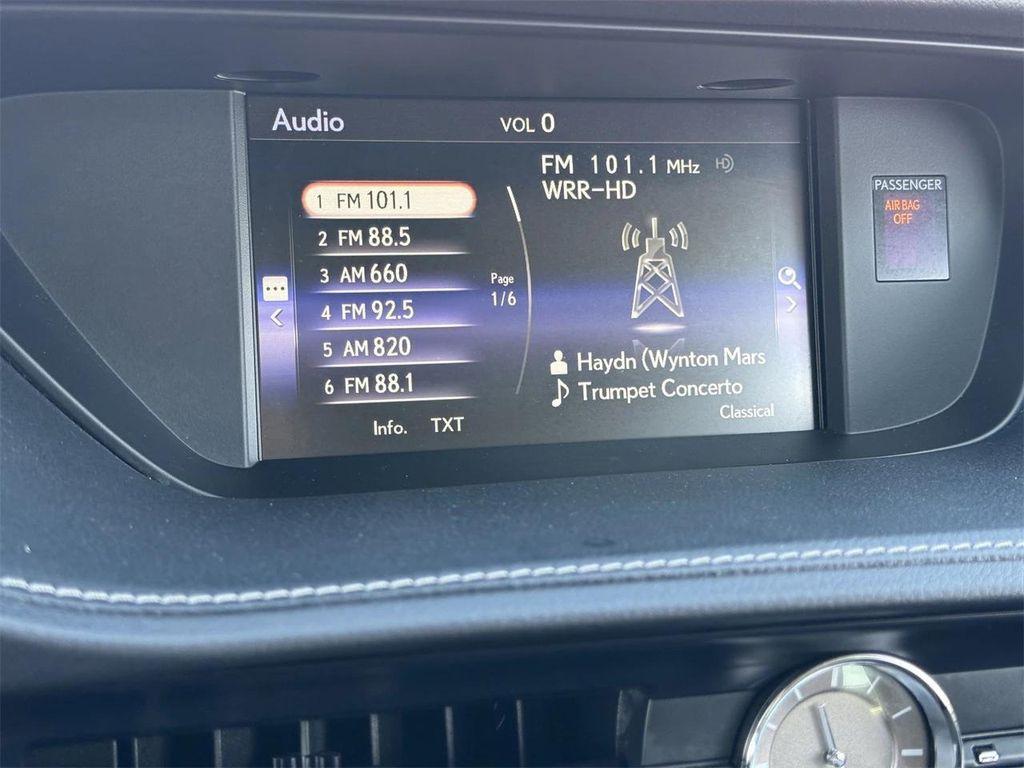 Audio
VOL 0
FM 101.1 MHz HD
WRR-HD
1 FM 101.1
2 FM 88.5
3 AM 660
4 FM 92.5
5 AM 820
6 FM 88.1
Page
1/6
Haydn (Wynton Mars
Trumpet Concerto
Classical
Info. TXT
PASSENGER
AIR BAG
OFF